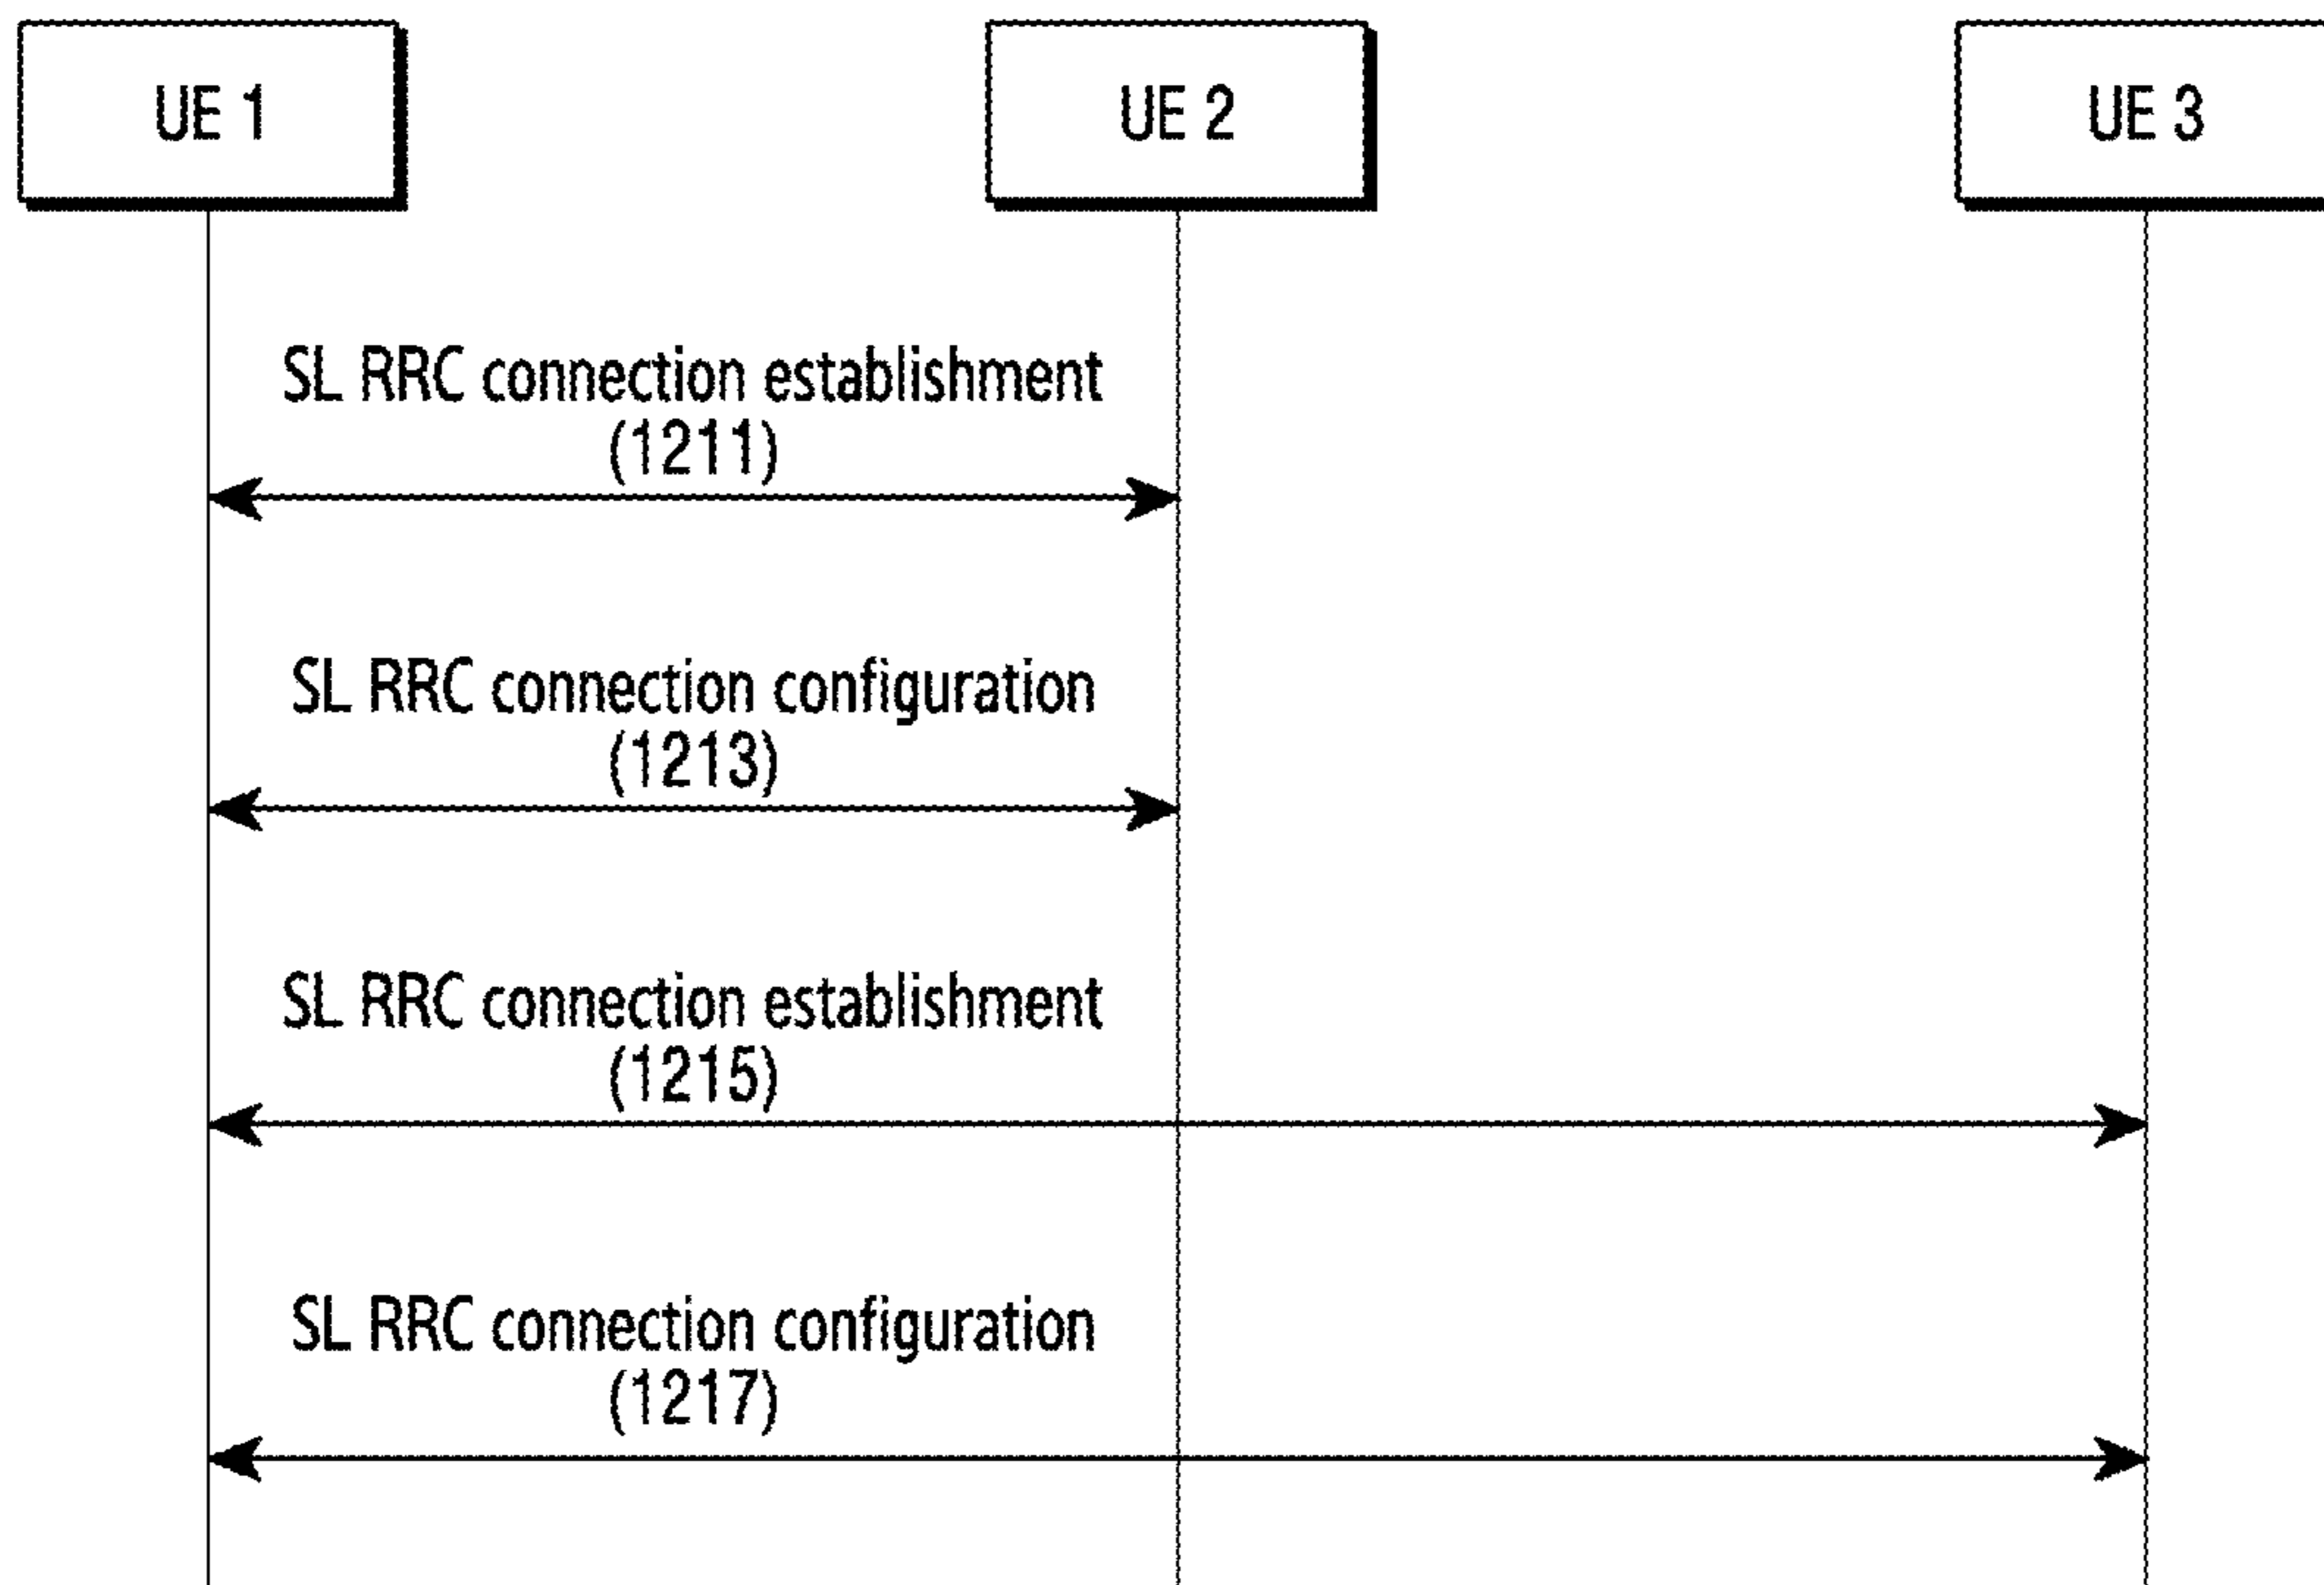 UE 1
UE 2
UE 3
SL RRC connection establishment
(1211)
SL RRC connection configuration
(1213)
SL RRC connection establishment
(1215)
SL RRC connection configuration
(1217)